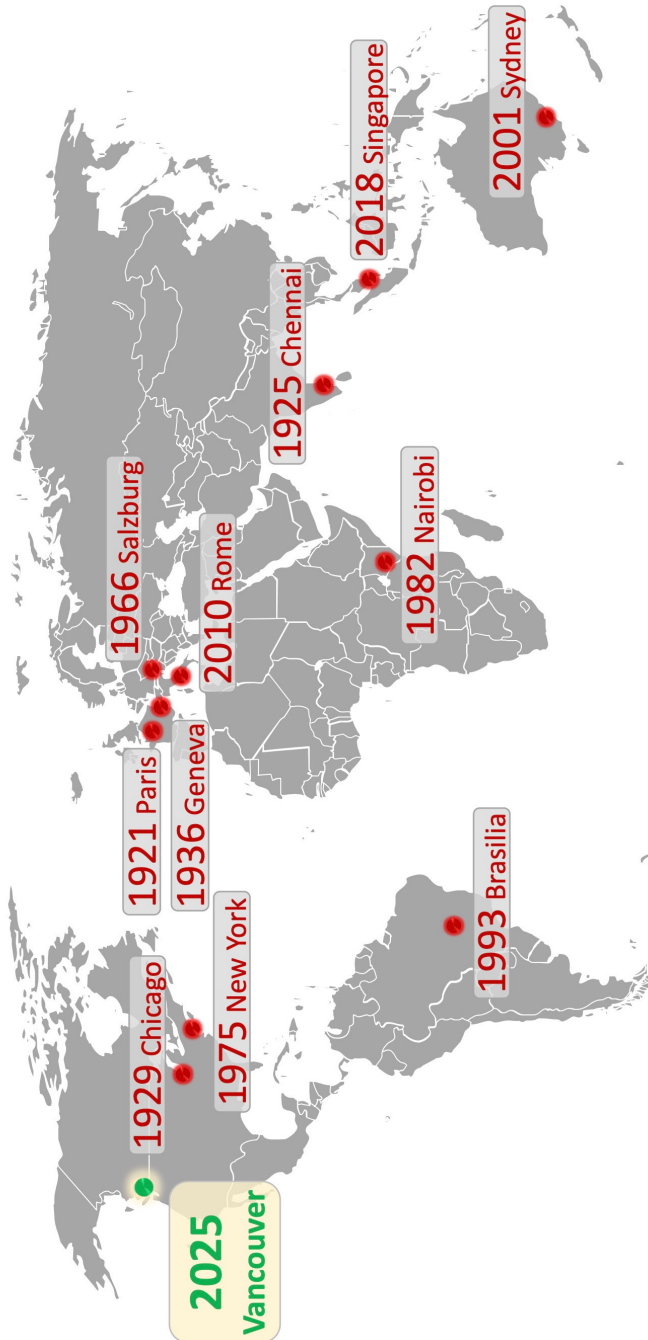 2025
Vancouver
1929 Chicago
1975 New York
1921 Paris
1936 Geneva
1966 Salzburg
2010 Rome
1993 Brasilia
1982 Nairobi
1925 Chennai
2018 Singapore
2001 Sydney